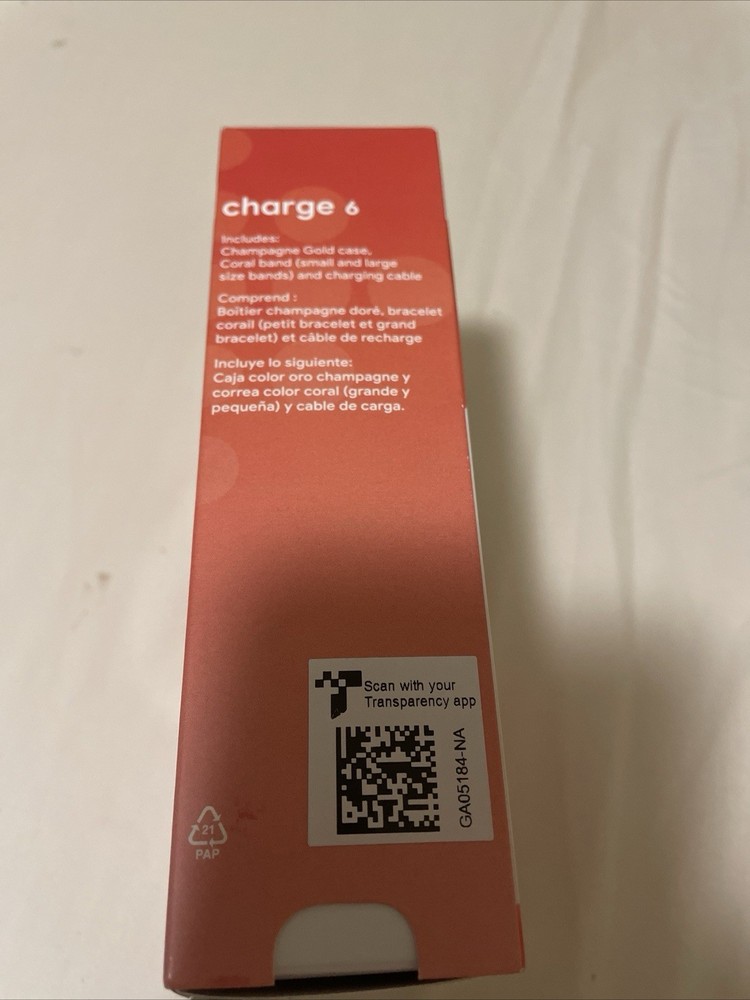 charge 6
Includes:
Champagne Gold case,
Coral band (small and large
size bands) and charging cable
Comprend :
Boîtier champagne doré, bracelet
corail (petit bracelet et grand
bracelet) et câble de recharge
Incluye lo siguiente:
Caja color oro champagne y
correa color coral (grande y
pequeña) y cable de carga.
Scan with your
Transparency app
GA05184-NA
21
PAP